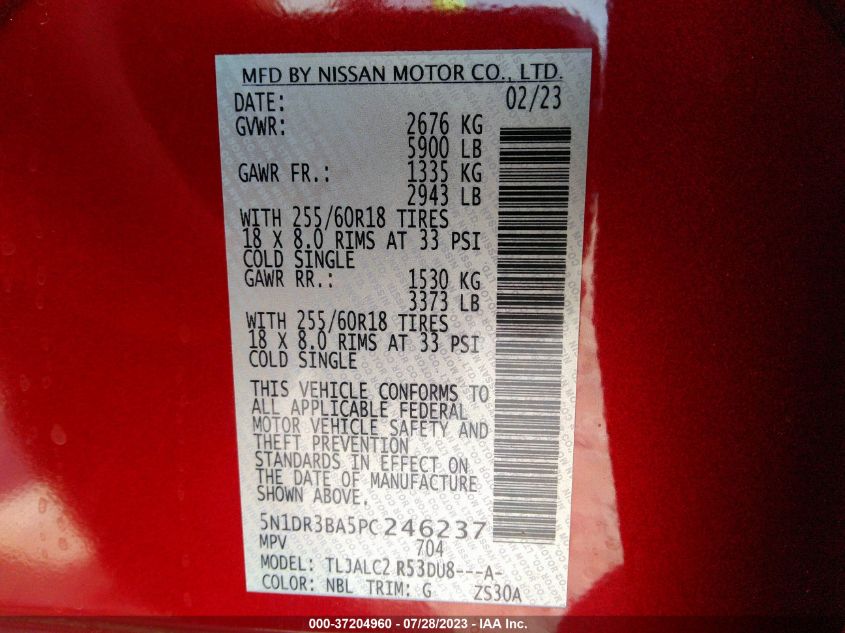 MFD BY NISSAN MOTOR CO., LTD.
DATE: 02/23
GVWR: 2676 KG
5900 LB
GAWR FR.: 1335 KG
2943 LB
WITH 255/60R18 TIRES
18 X 8.0 RIMS AT 33 PSI
COLD SINGLE
GAWR RR.: 1530 KG
3373 LB
WITH 255/60R18 TIRES
18 X 8.0 RIMS AT 33 PSI
COLD SINGLE
THIS VEHICLE CONFORMS TO
ALL APPLICABLE FEDERAL
MOTOR VEHICLE SAFETY AND
THEFT PREVENTION
STANDARDS IN EFFECT ON
THE DATE OF MANUFACTURE
SHOWN ABOVE.
5N1DR3BA5PC246237
MPV 704
MODEL: TLJALC2 R53DU8---A-
COLOR: NBL TRIM: G ZS30A
000-37204960 - 07/28/2023 - IAA Inc.